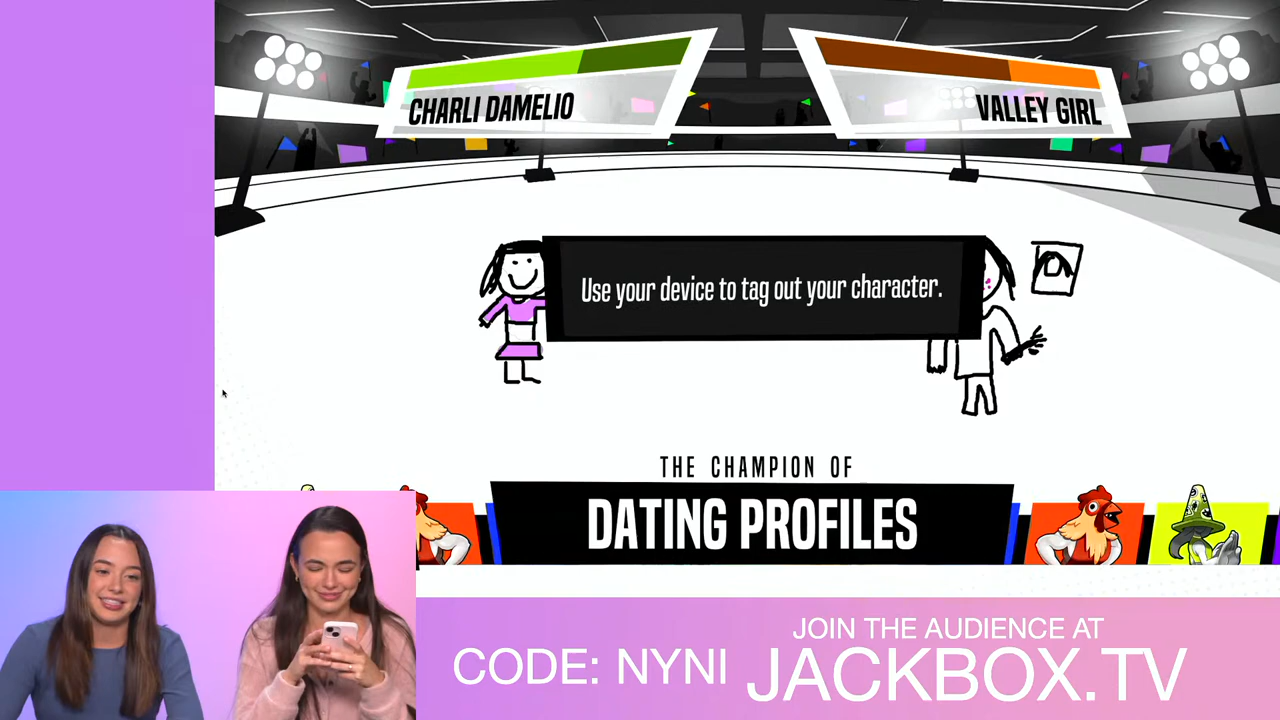 CHARLI DAMELIO
VALLEY GIRL
Use your device to tag out your character.
THE CHAMPION OF
DATING PROFILES
JOIN THE AUDIENCE AT
CODE: NYNI JACKBOX.TV